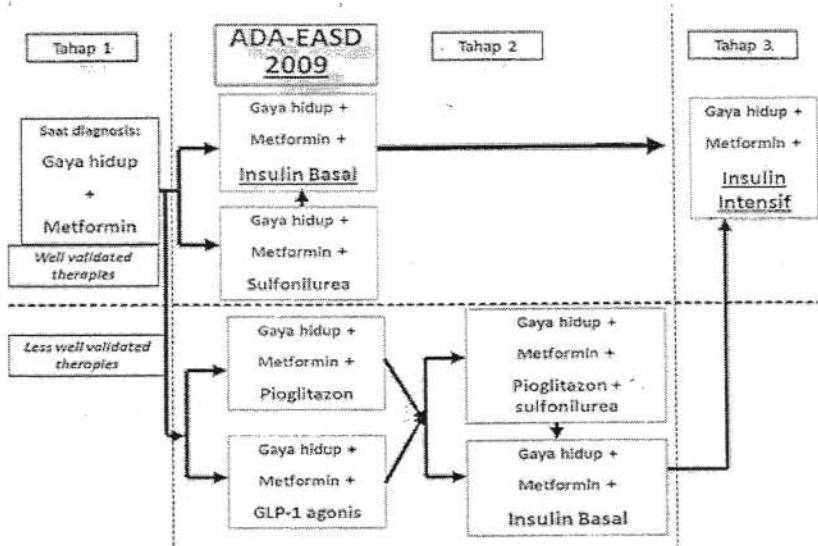 Tahap 1
ADA-EASD
2009
Tahap 2
Tahap 3.
Saat diagnosis:
Gaya hidup
+
Metformin
Well validated
therapies
Gaya hidup +
Metformin +
Insulin Basal
Gaya hidup +
Metformin +
Sulfonilurea
Gaya hidup +
Metformin +
Insulin
Intensif
Less well validated
therapies
Gaya hidup +
Metformin +
Pioglitazon
Gaya hidup +
Metformin +
GLP-1 agonis
Gaya hidup +
Metformin +
Pioglitazon +
sulfonilurea
Gaya hidup +
Metformin +
Insulin Basal